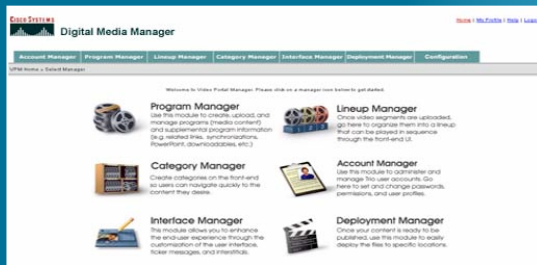 CISCO SYSTEMS
Digital Media Manager
Home | My Profile | Help | Logout
Account Manager Program Manager Lineup Manager Category Manager Interface Manager Deployment Manager Configuration
VPM Home » Select Manager
Welcome to Video Portal Manager. Please click on a manager icon below to get started.
Program Manager
Use this module to create, upload, and
manage programs (media content)
and supplemental program information
(e.g. related links, synchronizations,
PowerPoint, downloadables, etc.)
Lineup Manager
Once video segments are uploaded,
go here to organize them into a lineup
that can be played in sequence
through the front-end UI.
Category Manager
Create categories on the front-end
so users can navigate quickly to the
content they desire.
Account Manager
Use this module to administer and
manage Trio user accounts. Go
here to set and change passwords,
permissions, and user profiles.
Interface Manager
This module allows you to enhance
the end-user experience through the
customization of the user interface,
ticker messages, and interstitials.
Deployment Manager
Once your content is ready to be
published, use this module to easily
deploy the files to specific locations.